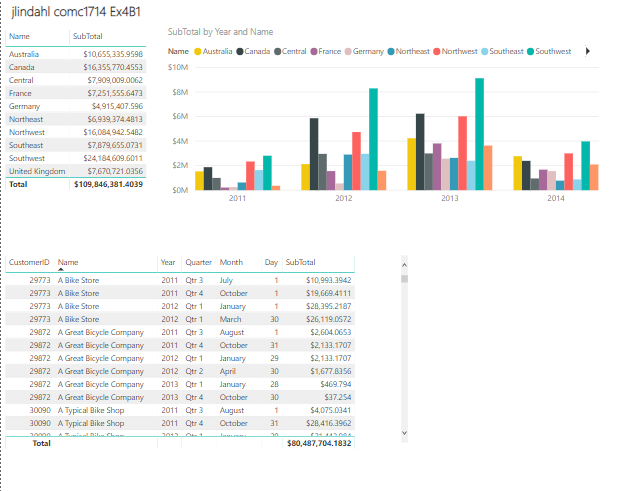 jlindahl comc1714 Ex4B1
Name SubTotal
Australia $10,655,335.9598
Canada $16,355,770.4553
Central $7,909,009.0062
France $7,251,555.6473
Germany $4,915,407.596
Northeast $6,939,374.4813
Northwest $16,084,942.5482
Southeast $7,879,655.0731
Southwest $24,184,609.6011
United Kingdom $7,670,721.0356
Total $109,846,381.4039
SubTotal by Year and Name
Name Australia Canada Central France Germany Northeast Northwest Southeast Southwest
$10M
$8M
$6M
$4M
$2M
$0M
2011 2012 2013 2014
CustomerID Name Year Quarter Month Day SubTotal
29773 A Bike Store 2011 Qtr 3 July 1 $10,993.3942
29773 A Bike Store 2011 Qtr 4 October 1 $19,669.4111
29773 A Bike Store 2012 Qtr 1 January 1 $28,395.2187
29773 A Bike Store 2012 Qtr 1 March 30 $26,119.0572
29872 A Great Bicycle Company 2011 Qtr 3 August 1 $2,604.0653
29872 A Great Bicycle Company 2011 Qtr 4 October 31 $2,133.1707
29872 A Great Bicycle Company 2012 Qtr 1 January 29 $2,133.1707
29872 A Great Bicycle Company 2012 Qtr 2 April 30 $1,677.8356
29872 A Great Bicycle Company 2013 Qtr 1 January 28 $469.794
29872 A Great Bicycle Company 2013 Qtr 4 October 30 $37.254
30090 A Typical Bike Shop 2011 Qtr 3 August 1 $4,075.0341
30090 A Typical Bike Shop 2011 Qtr 4 October 31 $28,416.3962
Total $80,487,704.1832